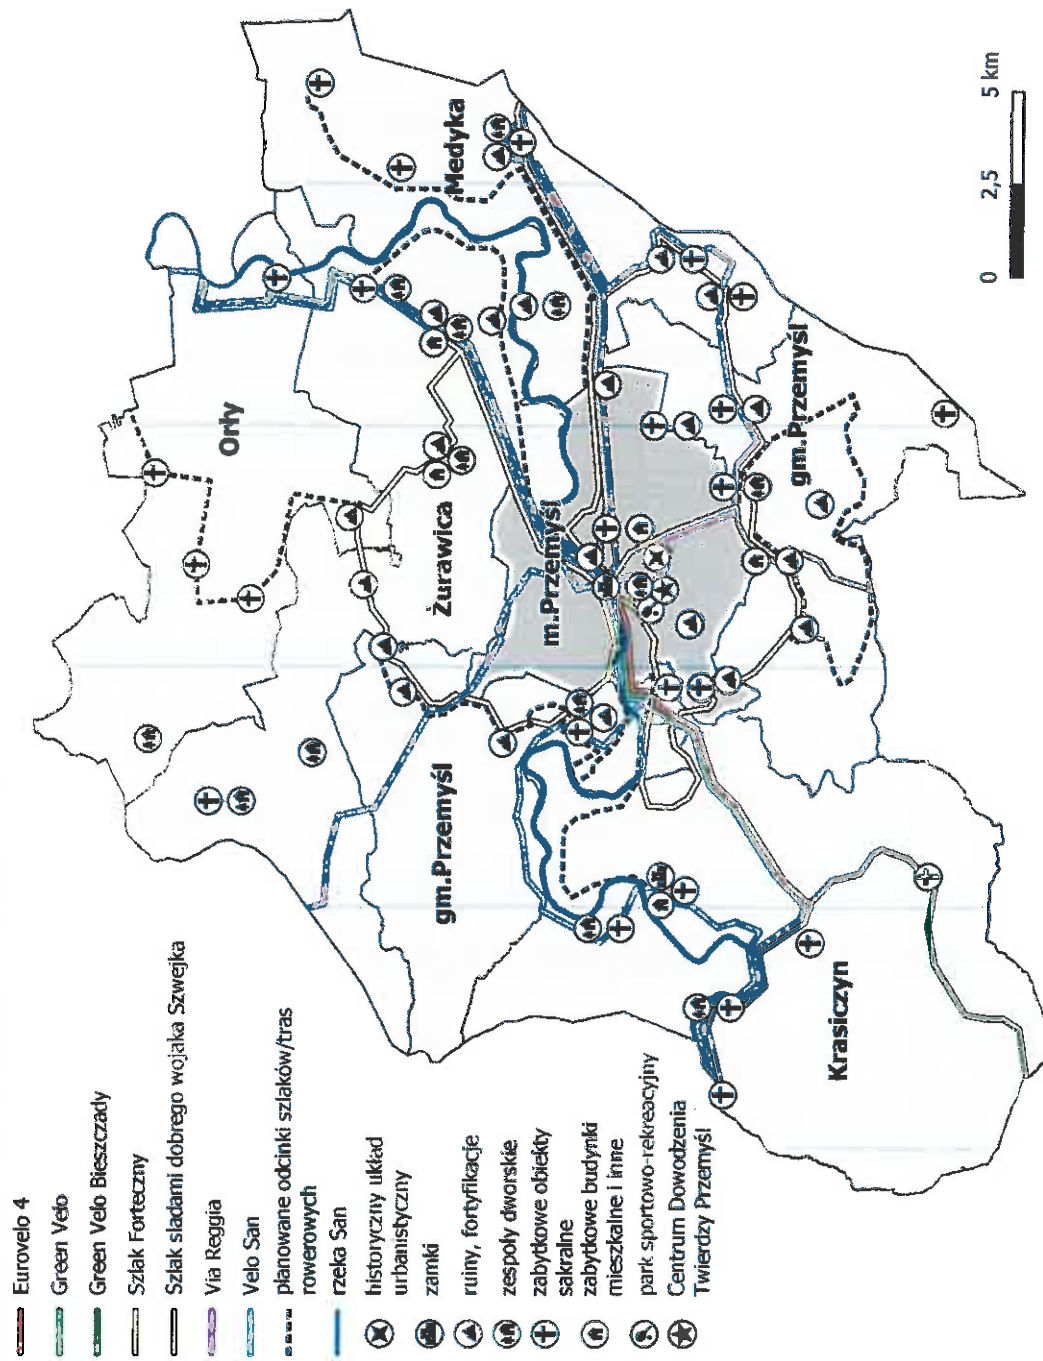 Eurovelo 4
Green Velo
Green Velo Bieszczady
Szlak Forteczny
Szlak sladami dobrego wojaka Szwejka
Via Reggia
Velo San
planowane odcinki szlaków/tras
rowerowych
rzeka San
historyczny układ
urbanistyczny
zamki
ruiny, fortyfikacje
zespoły dworskie
zabytkowe obiekty
sakralne
zabytkowe budynki
mieszkalne i inne
park sportowo-rekreacyjny
Centrum Dowodzenia
Twierdzy Przemyśl
Orły
Medyka
Żurawica
m.Przemyśl
gm.Przemyśl
gm.Przemyśl
Krasiczyn
0 2,5 5 km